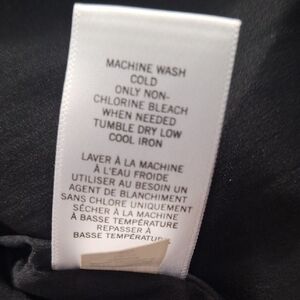 MACHINE WASH
COLD
ONLY NON-
CHLORINE BLEACH
WHEN NEEDED
TUMBLE DRY LOW
COOL IRON
LAVER À LA MACHINE
À L'EAU FROIDE
UTILISER AU BESOIN UN
AGENT DE BLANCHIMENT
SANS CHLORE UNIQUEMENT
SÉCHER À LA MACHINE
À BASSE TEMPÉRATURE
REPASSER À
BASSE TEMPÉRATURE